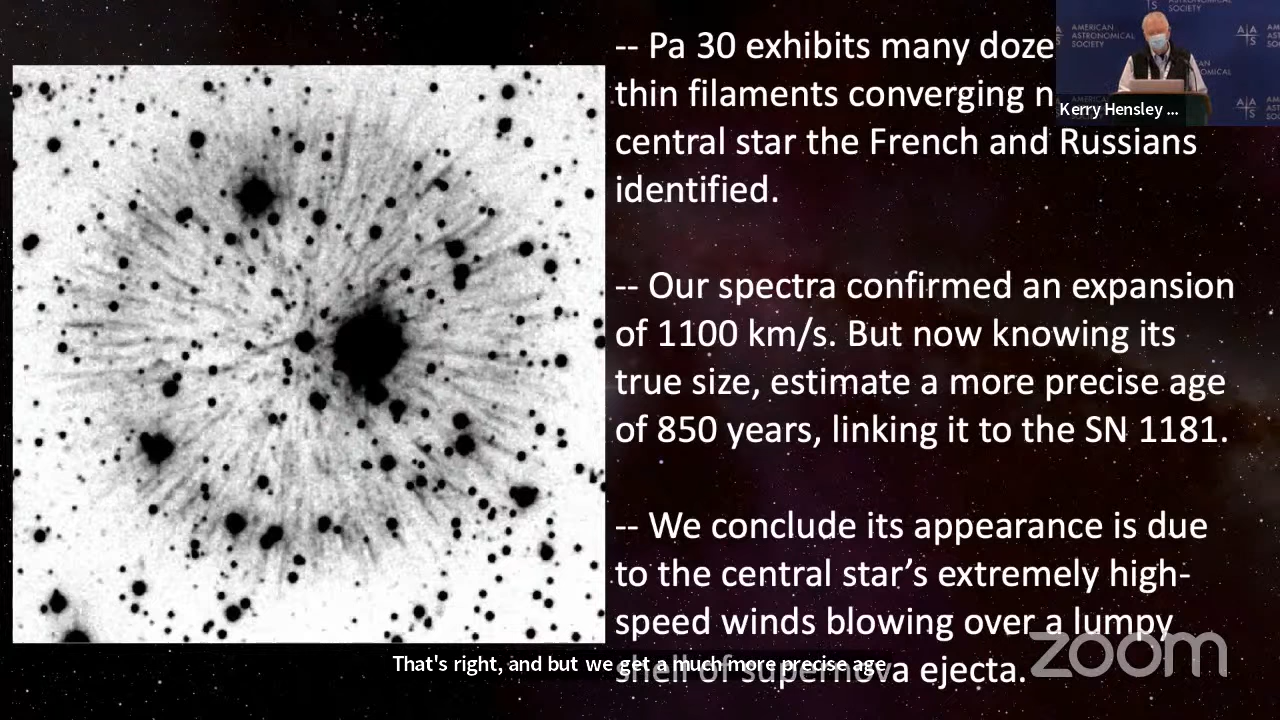 -- Pa 30 exhibits many doze
thin filaments converging n
central star the French and Russians
identified.
-- Our spectra confirmed an expansion
of 1100 km/s. But now knowing its
true size, estimate a more precise age
of 850 years, linking it to the SN 1181.
-- We conclude its appearance is due
to the central star’s extremely high-
speed winds blowing over a lumpy
shell of supernova ejecta.
AMERICAN
ASTRONOMICAL
SOCIETY
Kerry Hensley ...
That's right, and but we get a much more precise age
zoom